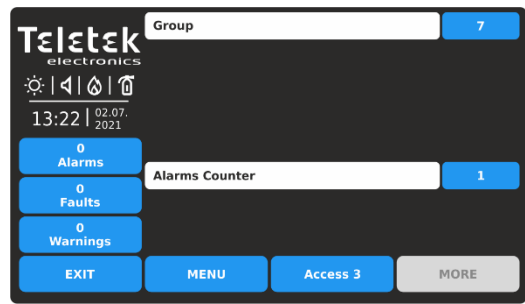 Teletek
electronics
13:22 | 02.07.
2021
0
Alarms
0
Faults
0
Warnings
Group 7
Alarms Counter 1
EXIT MENU Access 3 MORE